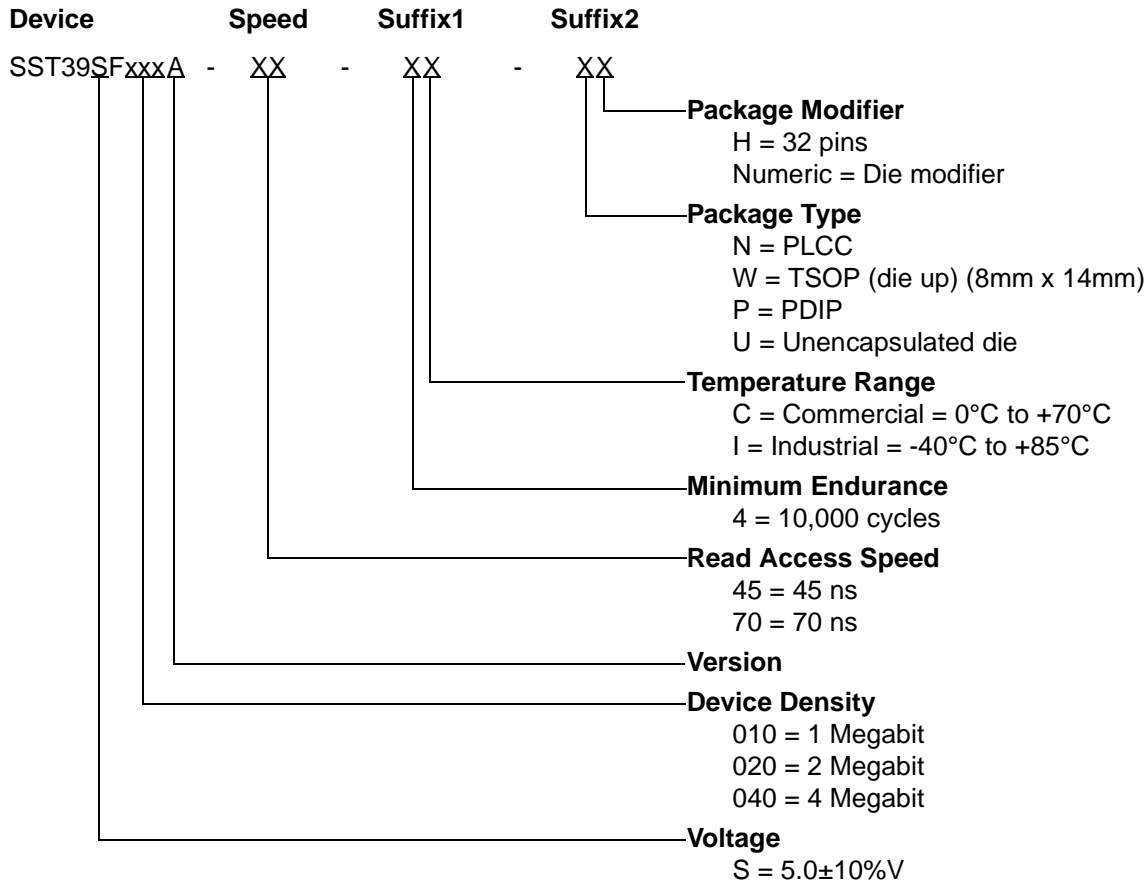 Device Speed Suffix1 Suffix2
SST39SFxxxA - XX - XX - XX
Package Modifier
H = 32 pins
Numeric = Die modifier
Package Type
N = PLCC
W = TSOP (die up) (8mm x 14mm)
P = PDIP
U = Unencapsulated die
Temperature Range
C = Commercial = 0°C to +70°C
I = Industrial = -40°C to +85°C
Minimum Endurance
4 = 10,000 cycles
Read Access Speed
45 = 45 ns
70 = 70 ns
Version
Device Density
010 = 1 Megabit
020 = 2 Megabit
040 = 4 Megabit
Voltage
S = 5.0±10%V